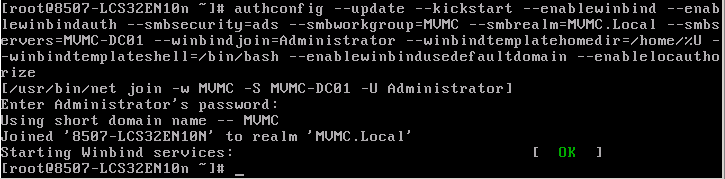 [root@8507-LCS32EN10n ~]# authconfig --update --kickstart --enablewinbind --enab
lewinbindauth --smbsecurity=ads --smbworkgroup=MVMC --smbrealm=MVMC.Local --smbs
ervers=MVMC-DC01 --winbindjoin=Administrator --winbindtemplatehomedir=/home/%U -
-winbindtemplateshell=/bin/bash --enablewinbindusedefaultdomain --enablelocautho
rize
[/usr/bin/net join -w MVMC -S MVMC-DC01 -U Administrator]
Enter Administrator's password:
Using short domain name -- MVMC
Joined '8507-LCS32EN10N' to realm 'MVMC.Local'
Starting Winbind services: [ OK ]
[root@8507-LCS32EN10n ~]# _